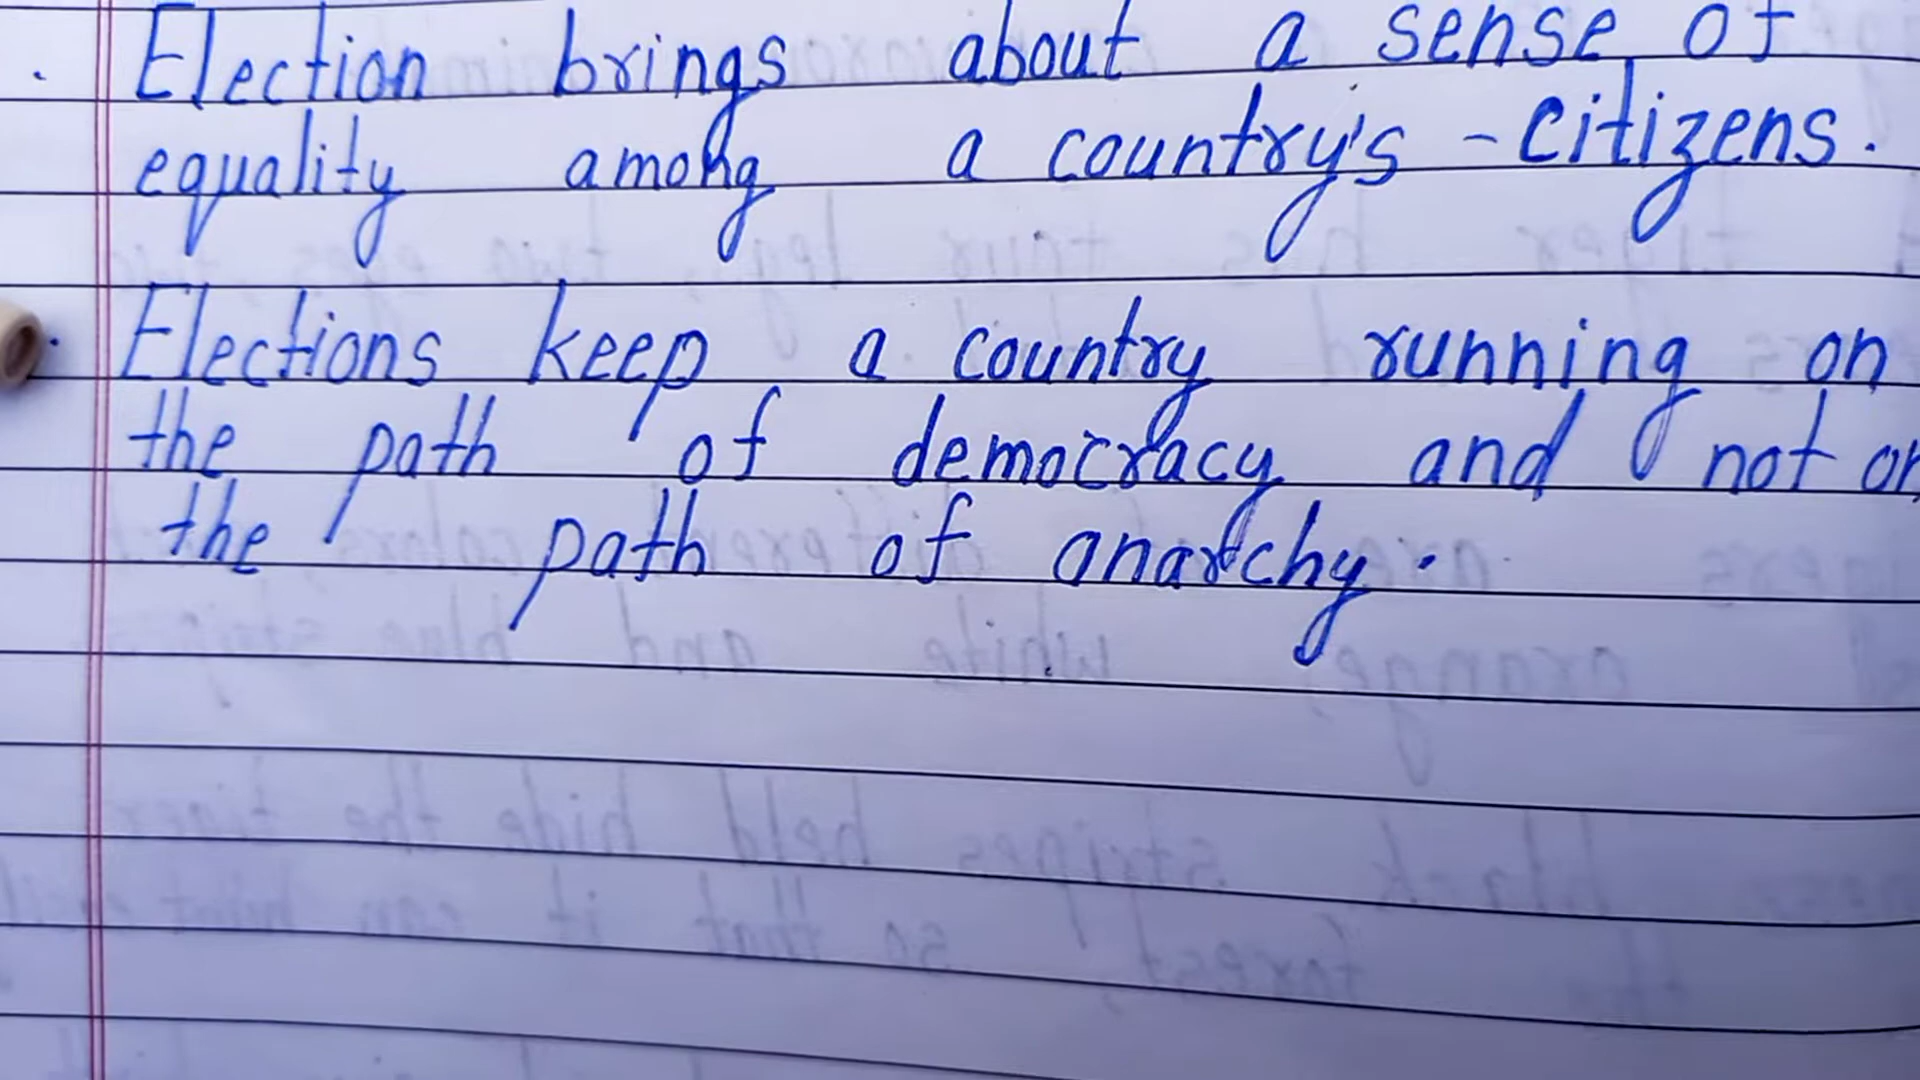 Election brings about a sense of
equality among a country's - citizens.
Elections keep a country running on
the path of democracy and not on
the path of anarchy.